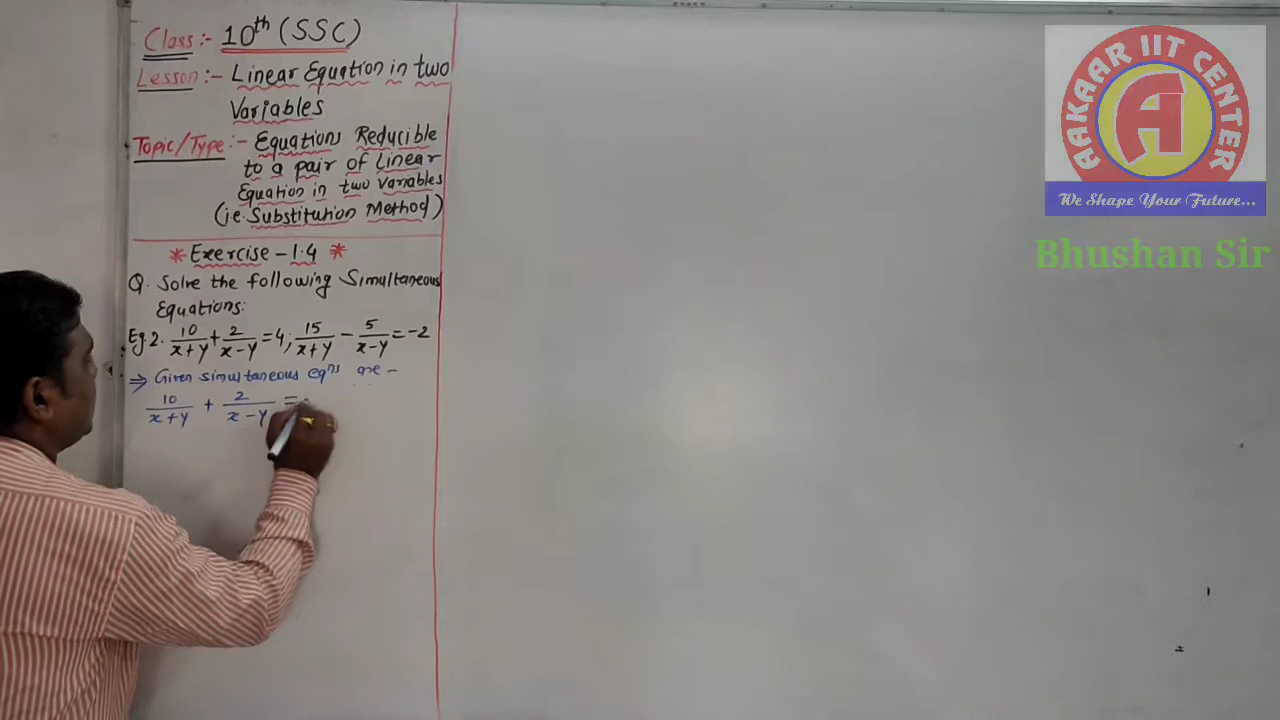 Class:- 10th (SSC)
Lesson:- Linear Equation in two
Variables
Topic/Type:- Equations Reducible
to a pair of Linear
Equation in two variables
(i.e. Substitution Method)
* Exercise - 1.4 *
Q. Solve the following Simultaneous
Equations:
Eg.2. 10/(x+y) + 2/(x-y) = 4; 15/(x+y) - 5/(x-y) = -2
⇒ Given simultaneous eqns are -
10/(x+y) + 2/(x-y) =
AAKAAR IIT CENTER
A
We Shape Your Future...
Bhushan Sir